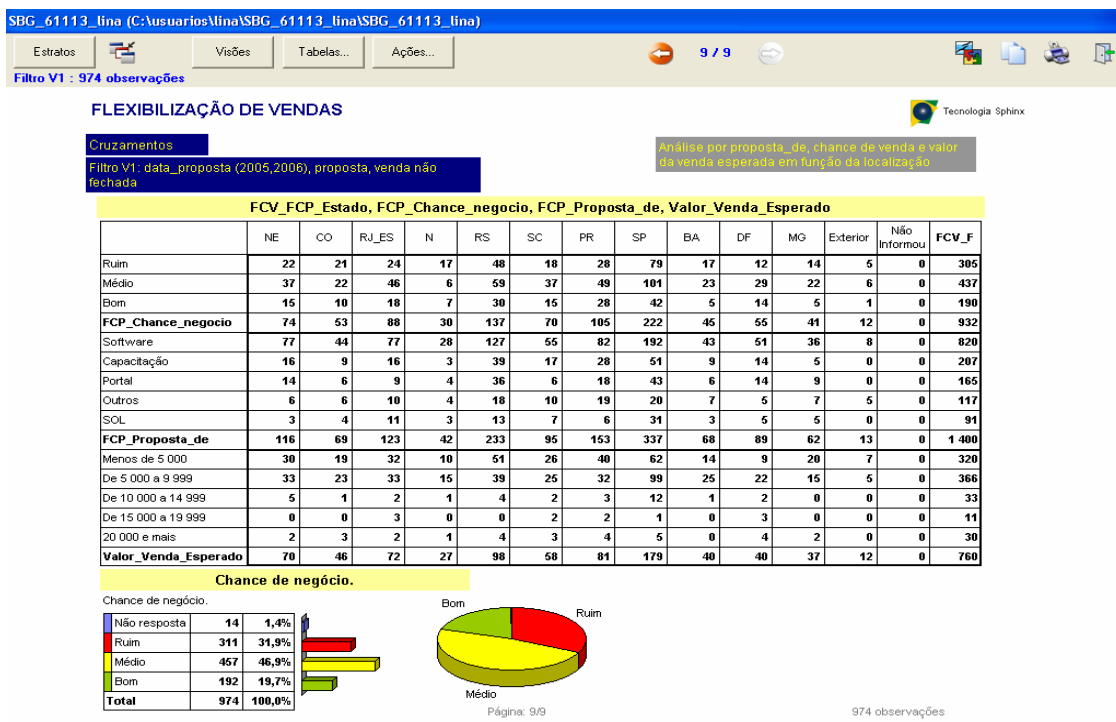 SBG_61113_lina (C:\usuarios\lina\SBG_61113_lina\SBG_61113_lina)
Estratos Visões Tabelas... Ações... 9 / 9
Filtro V1 : 974 observações
FLEXIBILIZAÇÃO DE VENDAS
Tecnologia Sphinx
Cruzamentos
Filtro V1: data_proposta (2005,2006), proposta, venda não
fechada
Análise por proposta_de, chance de venda e valor
da venda esperada em função da localização
FCV_FCP_Estado, FCP_Chance_negocio, FCP_Proposta_de, Valor_Venda_Esperado
NE CO RJ_ES N RS SC PR SP BA DF MG Exterior Não Informou FCV_F
Ruim 22 21 24 17 48 18 28 79 17 12 14 5 0 305
Médio 37 22 46 6 59 37 49 101 23 29 22 6 0 437
Bom 15 10 18 7 30 15 28 42 5 14 5 1 0 190
FCP_Chance_negocio 74 53 88 30 137 70 105 222 45 55 41 12 0 932
Software 77 44 77 28 127 55 82 192 43 51 36 8 0 820
Capacitação 16 9 16 3 39 17 28 51 9 14 5 0 0 207
Portal 14 6 9 4 36 6 18 43 6 14 9 0 0 165
Outros 6 6 10 4 18 10 19 20 7 5 7 5 0 117
SOL 3 4 11 3 13 7 6 31 3 5 5 0 0 91
FCP_Proposta_de 116 69 123 42 233 95 153 337 68 89 62 13 0 1 400
Menos de 5 000 30 19 32 10 51 26 40 62 14 9 20 7 0 320
De 5 000 a 9 999 33 23 33 15 39 25 32 99 25 22 15 5 0 366
De 10 000 a 14 999 5 1 2 1 4 2 3 12 1 2 0 0 0 33
De 15 000 a 19 999 0 0 3 0 0 2 2 1 0 3 0 0 0 11
20 000 e mais 2 3 2 1 4 3 4 5 0 4 2 0 0 30
Valor_Venda_Esperado 70 46 72 27 98 58 81 179 40 40 37 12 0 760
Chance de negócio.
Chance de negócio.
Não resposta 14 1,4%
Ruim 311 31,9%
Médio 457 46,9%
Bom 192 19,7%
Total 974 100,0%
Bom
Ruim
Médio
Página: 9/9
974 observações